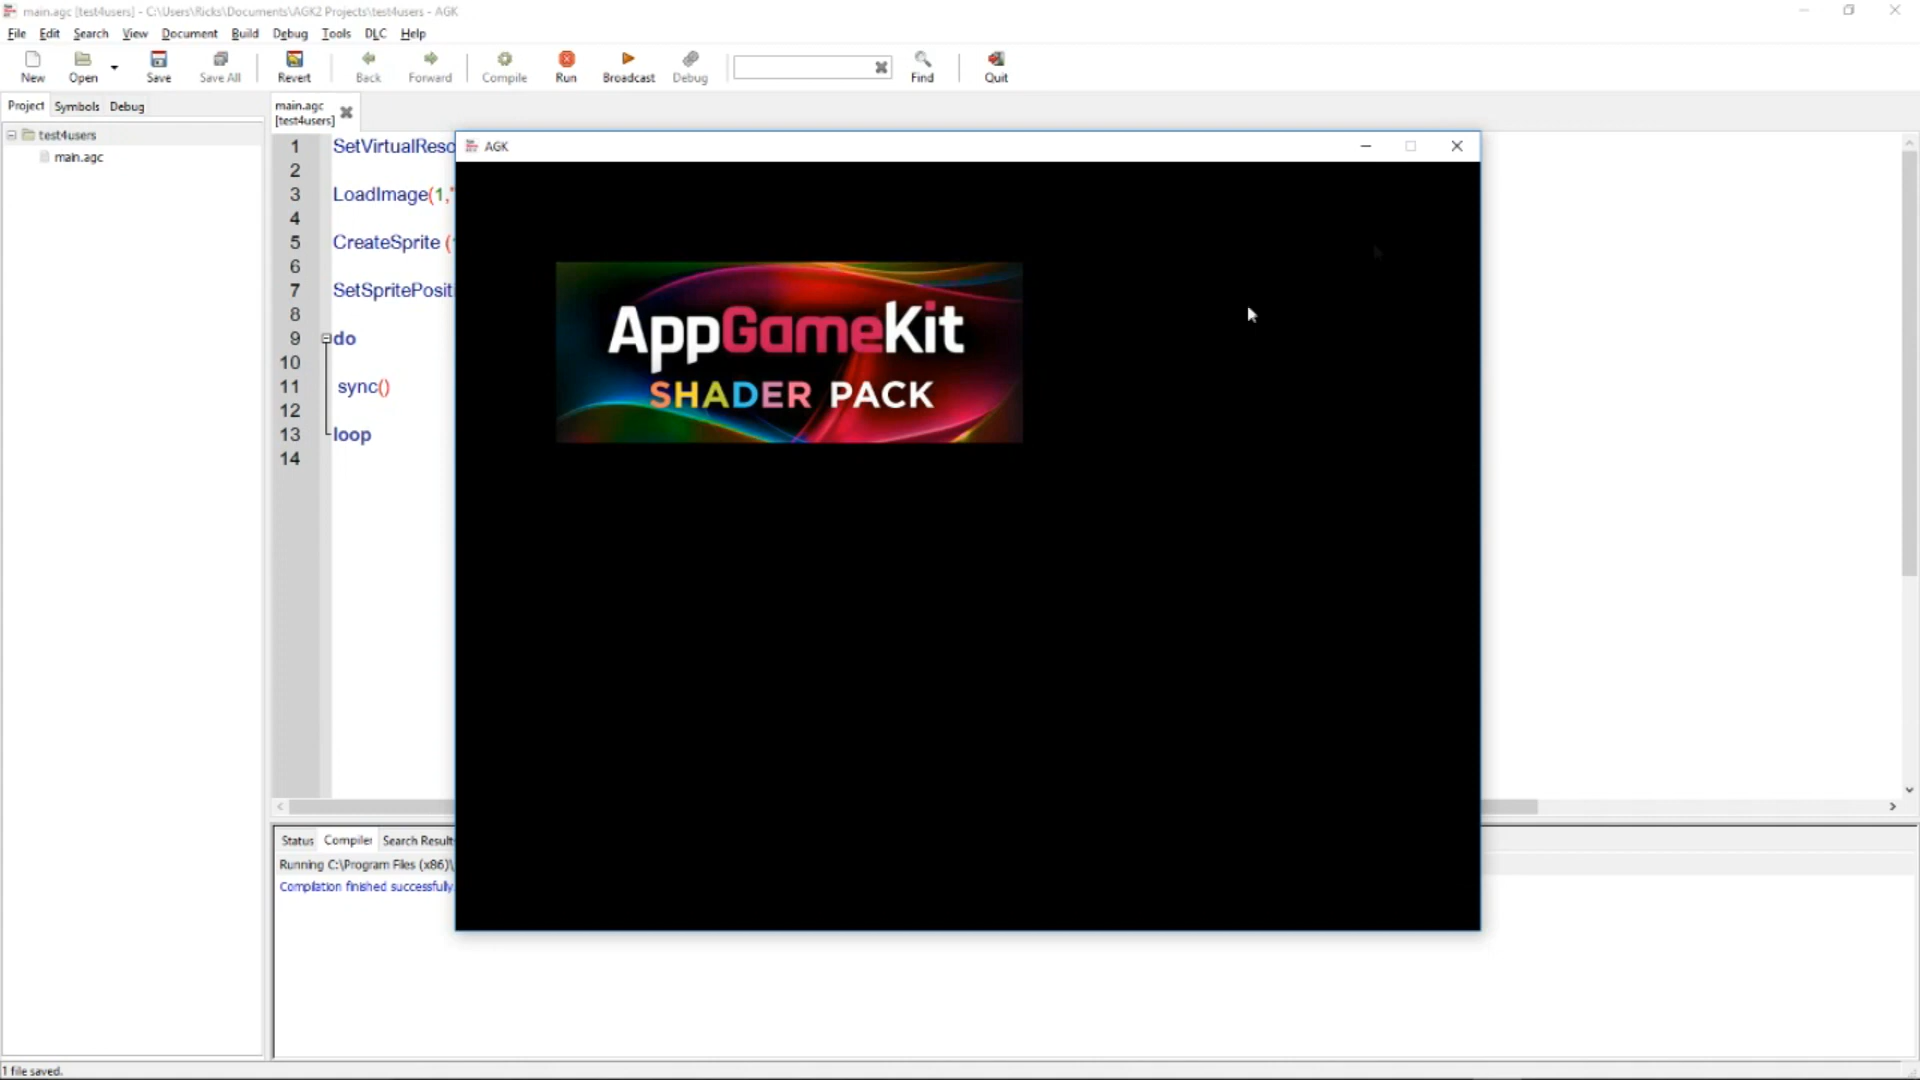 main.agc [test4users] - C:\Users\Ricks\Documents\AGK2 Projects\test4users - AGK
File Edit Search View Document Build Debug Tools DLC Help
New Open Save Save All Revert Back Forward Compile Run Broadcast Debug Find Quit
Project Symbols Debug
main.agc
[test4users]
test4users
main.agc
AGK
1 SetVirtualReso
2
3 LoadImage(1,"
4
5 CreateSprite (
6
7 SetSpritePositi
8
9 do
10
11 sync()
12
13 loop
14
AppGameKit
SHADER PACK
Status Compiler Search Results
Running C:\Program Files (x86)\
Compilation finished successfully.
1 file saved.